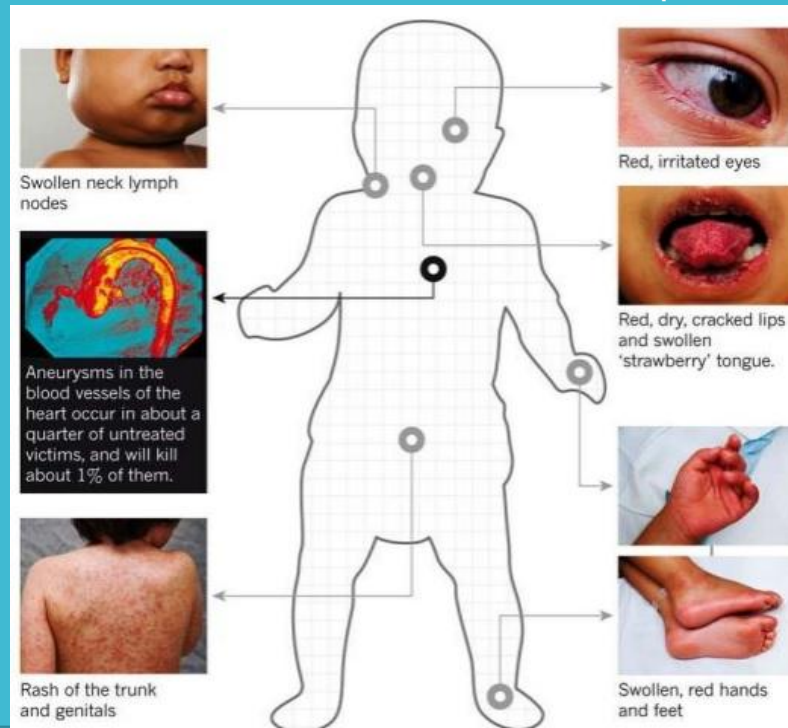 Swollen neck lymph
nodes
Aneurysms in the
blood vessels of the
heart occur in about a
quarter of untreated
victims, and will kill
about 1% of them.
Rash of the trunk
and genitals
Red, irritated eyes
Red, dry, cracked lips
and swollen
‘strawberry’ tongue.
Swollen, red hands
and feet